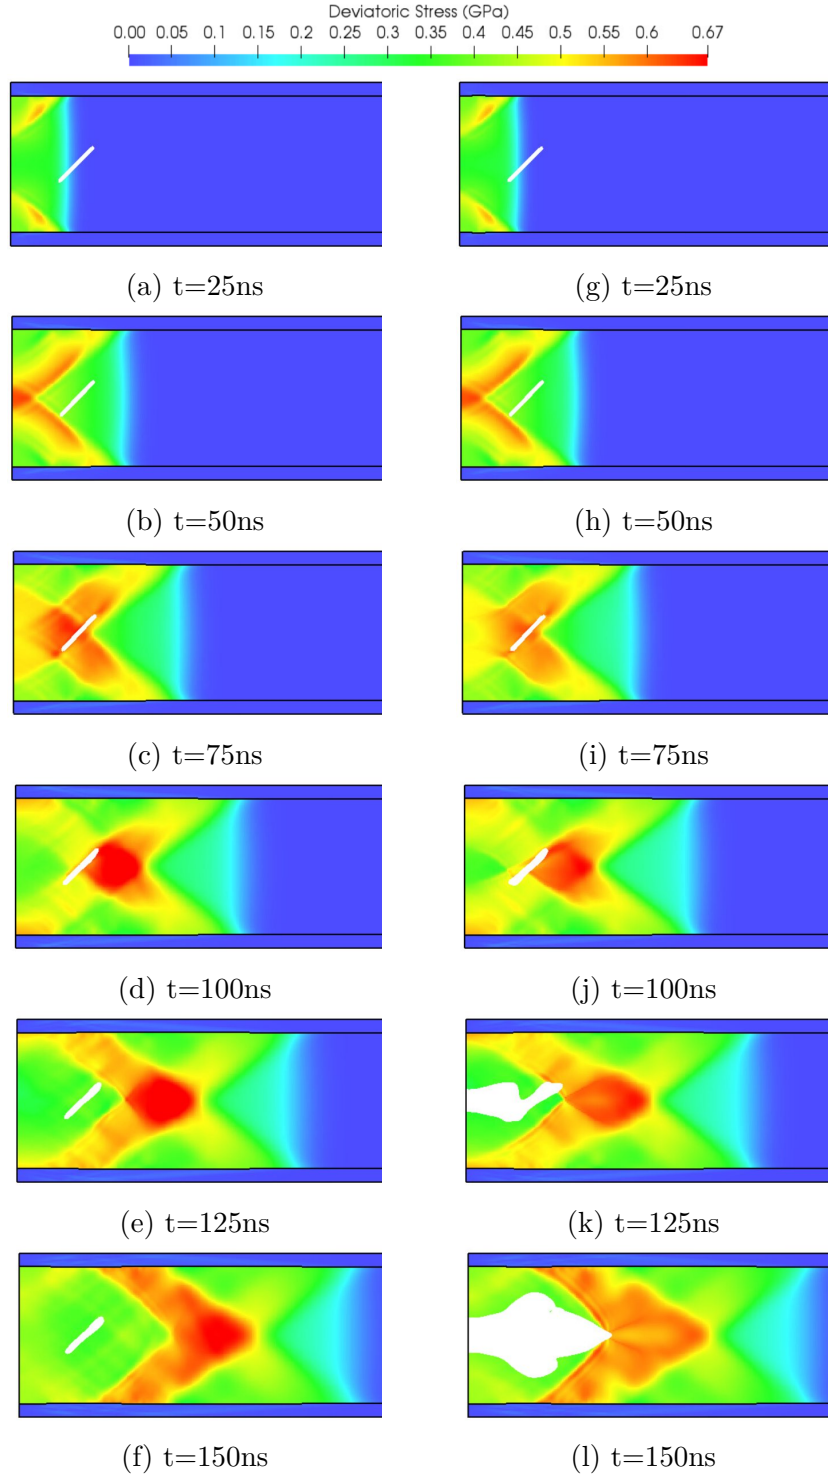 Deviatoric Stress (GPa)
0.00 0.05 0.1 0.15 0.2 0.25 0.3 0.35 0.4 0.45 0.5 0.55 0.6 0.67
(a) t=25ns
(g) t=25ns
(b) t=50ns
(h) t=50ns
(c) t=75ns
(i) t=75ns
(d) t=100ns
(j) t=100ns
(e) t=125ns
(k) t=125ns
(f) t=150ns
(l) t=150ns